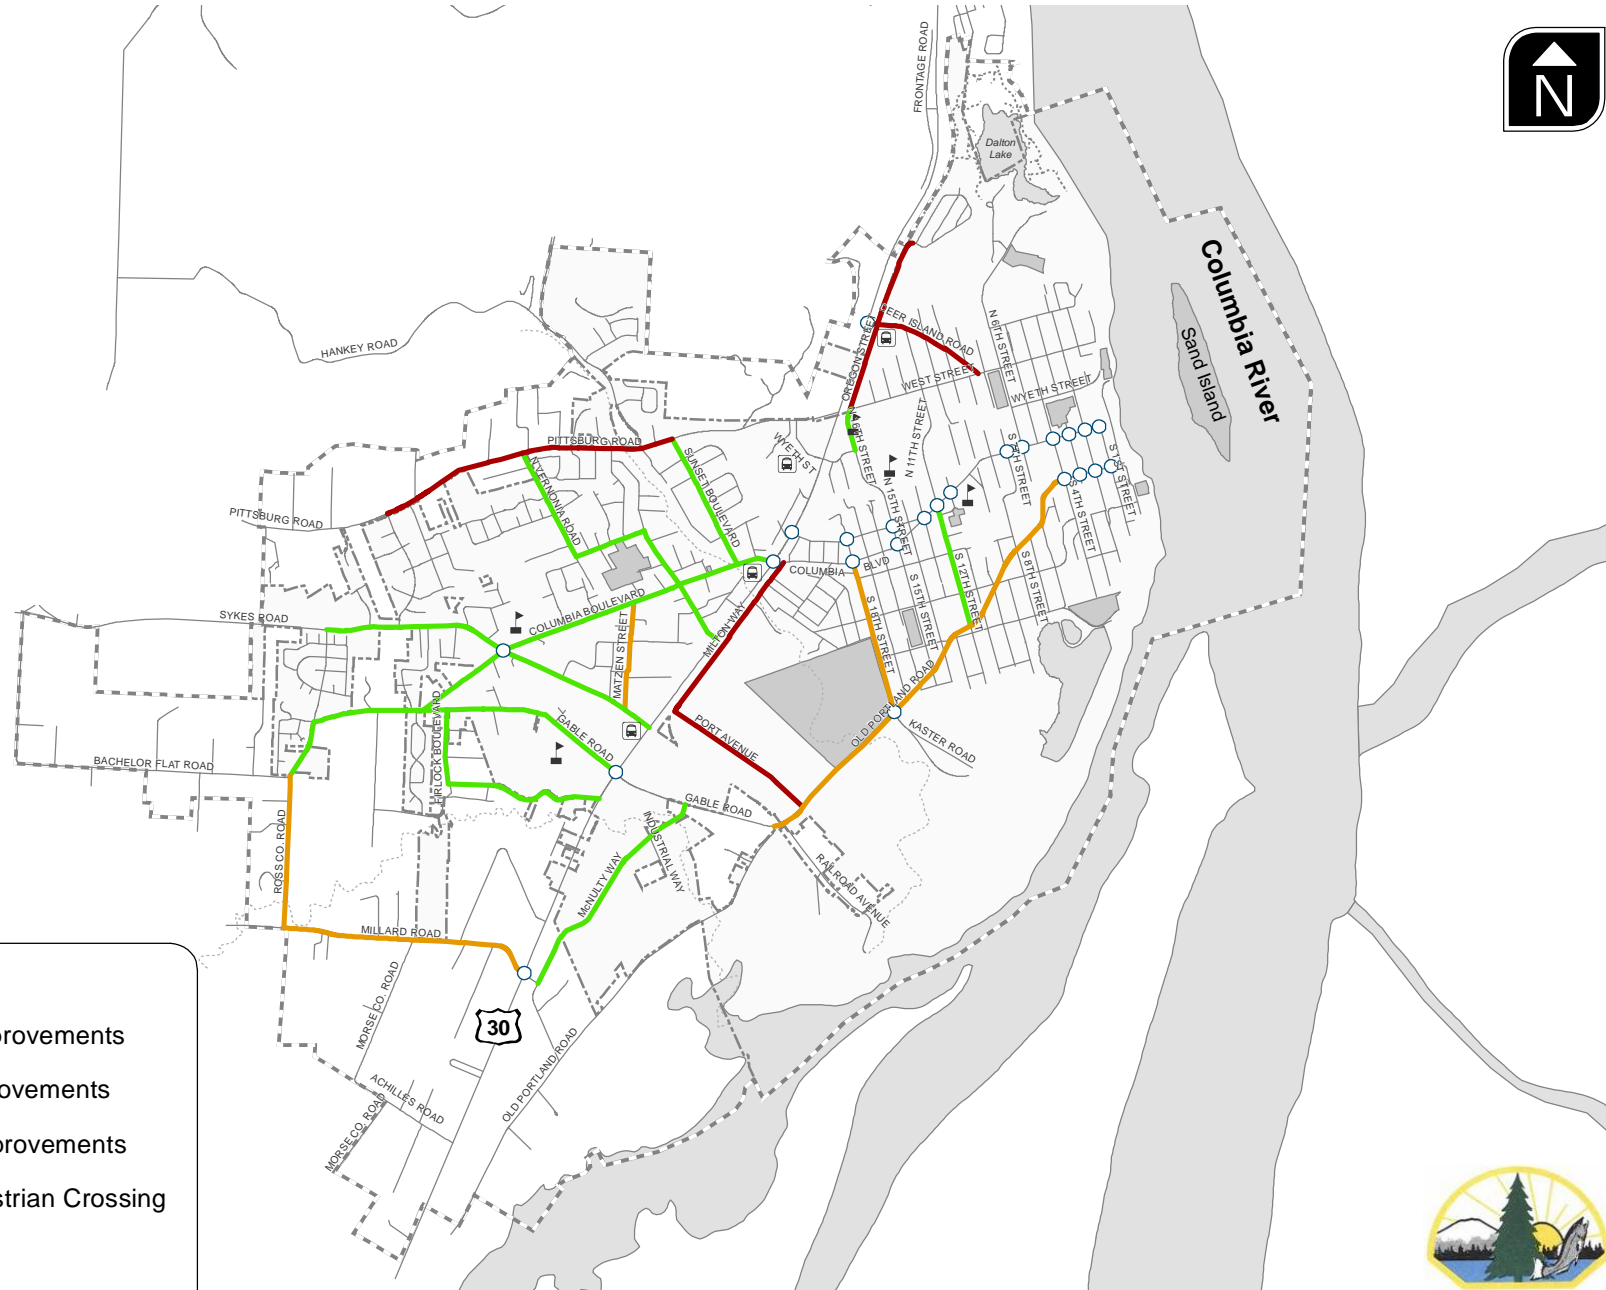 FRONTAGE ROAD
N
Dalton
Lake
Columbia River
Sand Island
HANKEY ROAD
DEER ISLAND ROAD
OREGON STREET
N 6TH STREET
WEST STREET
WYETH STREET
PITTSBURG ROAD
WYETH ST
N 16TH STREET
N 11TH STREET
SUNSET BOULEVARD
N VERNONIA ROAD
S 1ST STREET
S 4TH STREET
N 15TH STREET
PITTSBURG ROAD
COLUMBIA BLVD
S 12TH STREET
S 8TH STREET
S 15TH STREET
S 18TH STREET
SYKES ROAD
COLUMBIA BOULEVARD
MILTON WAY
MATZEN STREET
FIRLOCK BOULEVARD
GABLE ROAD
PORT AVENUE
OLD PORTLAND ROAD
KASTER ROAD
BACHELOR FLAT ROAD
GABLE ROAD
INDUSTRIAL WAY
ROSS CO. ROAD
McNULTY WAY
RAILROAD AVENUE
MILLARD ROAD
MORSE CO. ROAD
30
OLD PORTLAND ROAD
ACHILLES ROAD
MORSE CO. ROAD
rovements
ovements
provements
strian Crossing